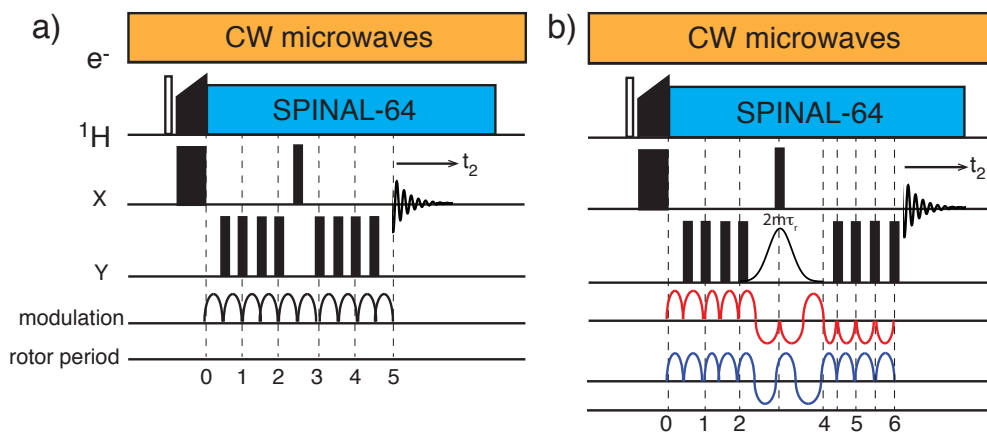 a)
CW microwaves
e-
SPINAL-64
1H
t2
X
Y
modulation
rotor period
0 1 2 3 4 5
b)
CW microwaves
SPINAL-64
t2
2mτr
0 1 2 4 5 6